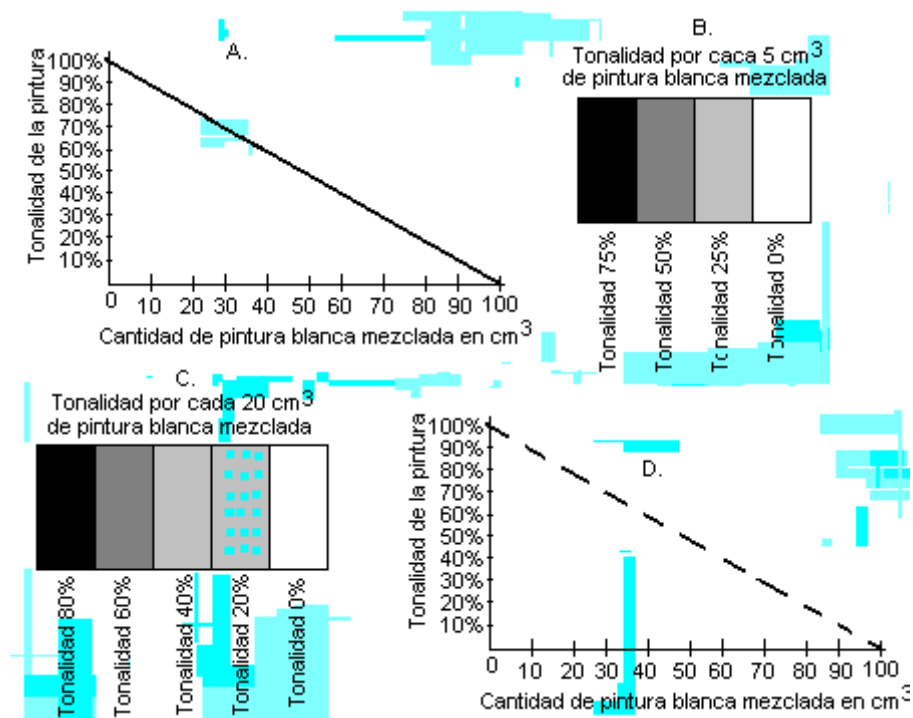 A.
Tonalidad de la pintura
100%
90%
80%
70%
60%
50%
40%
30%
20%
10%
0 10 20 30 40 50 60 70 80 90 100
Cantidad de pintura blanca mezclada en cm3
B.
Tonalidad por caca 5 cm3
de pintura blanca mezclada
Tonalidad 75%
Tonalidad 50%
Tonalidad 25%
Tonalidad 0%
C.
Tonalidad por cada 20 cm3
de pintura blanca mezclada
Tonalidad 80%
Tonalidad 60%
Tonalidad 40%
Tonalidad 20%
Tonalidad 0%
D.
Tonalidad de la pintura
100%
90%
80%
70%
60%
50%
40%
30%
20%
10%
0 10 20 30 40 50 60 70 80 90 100
Cantidad de pintura blanca mezclada en cm3